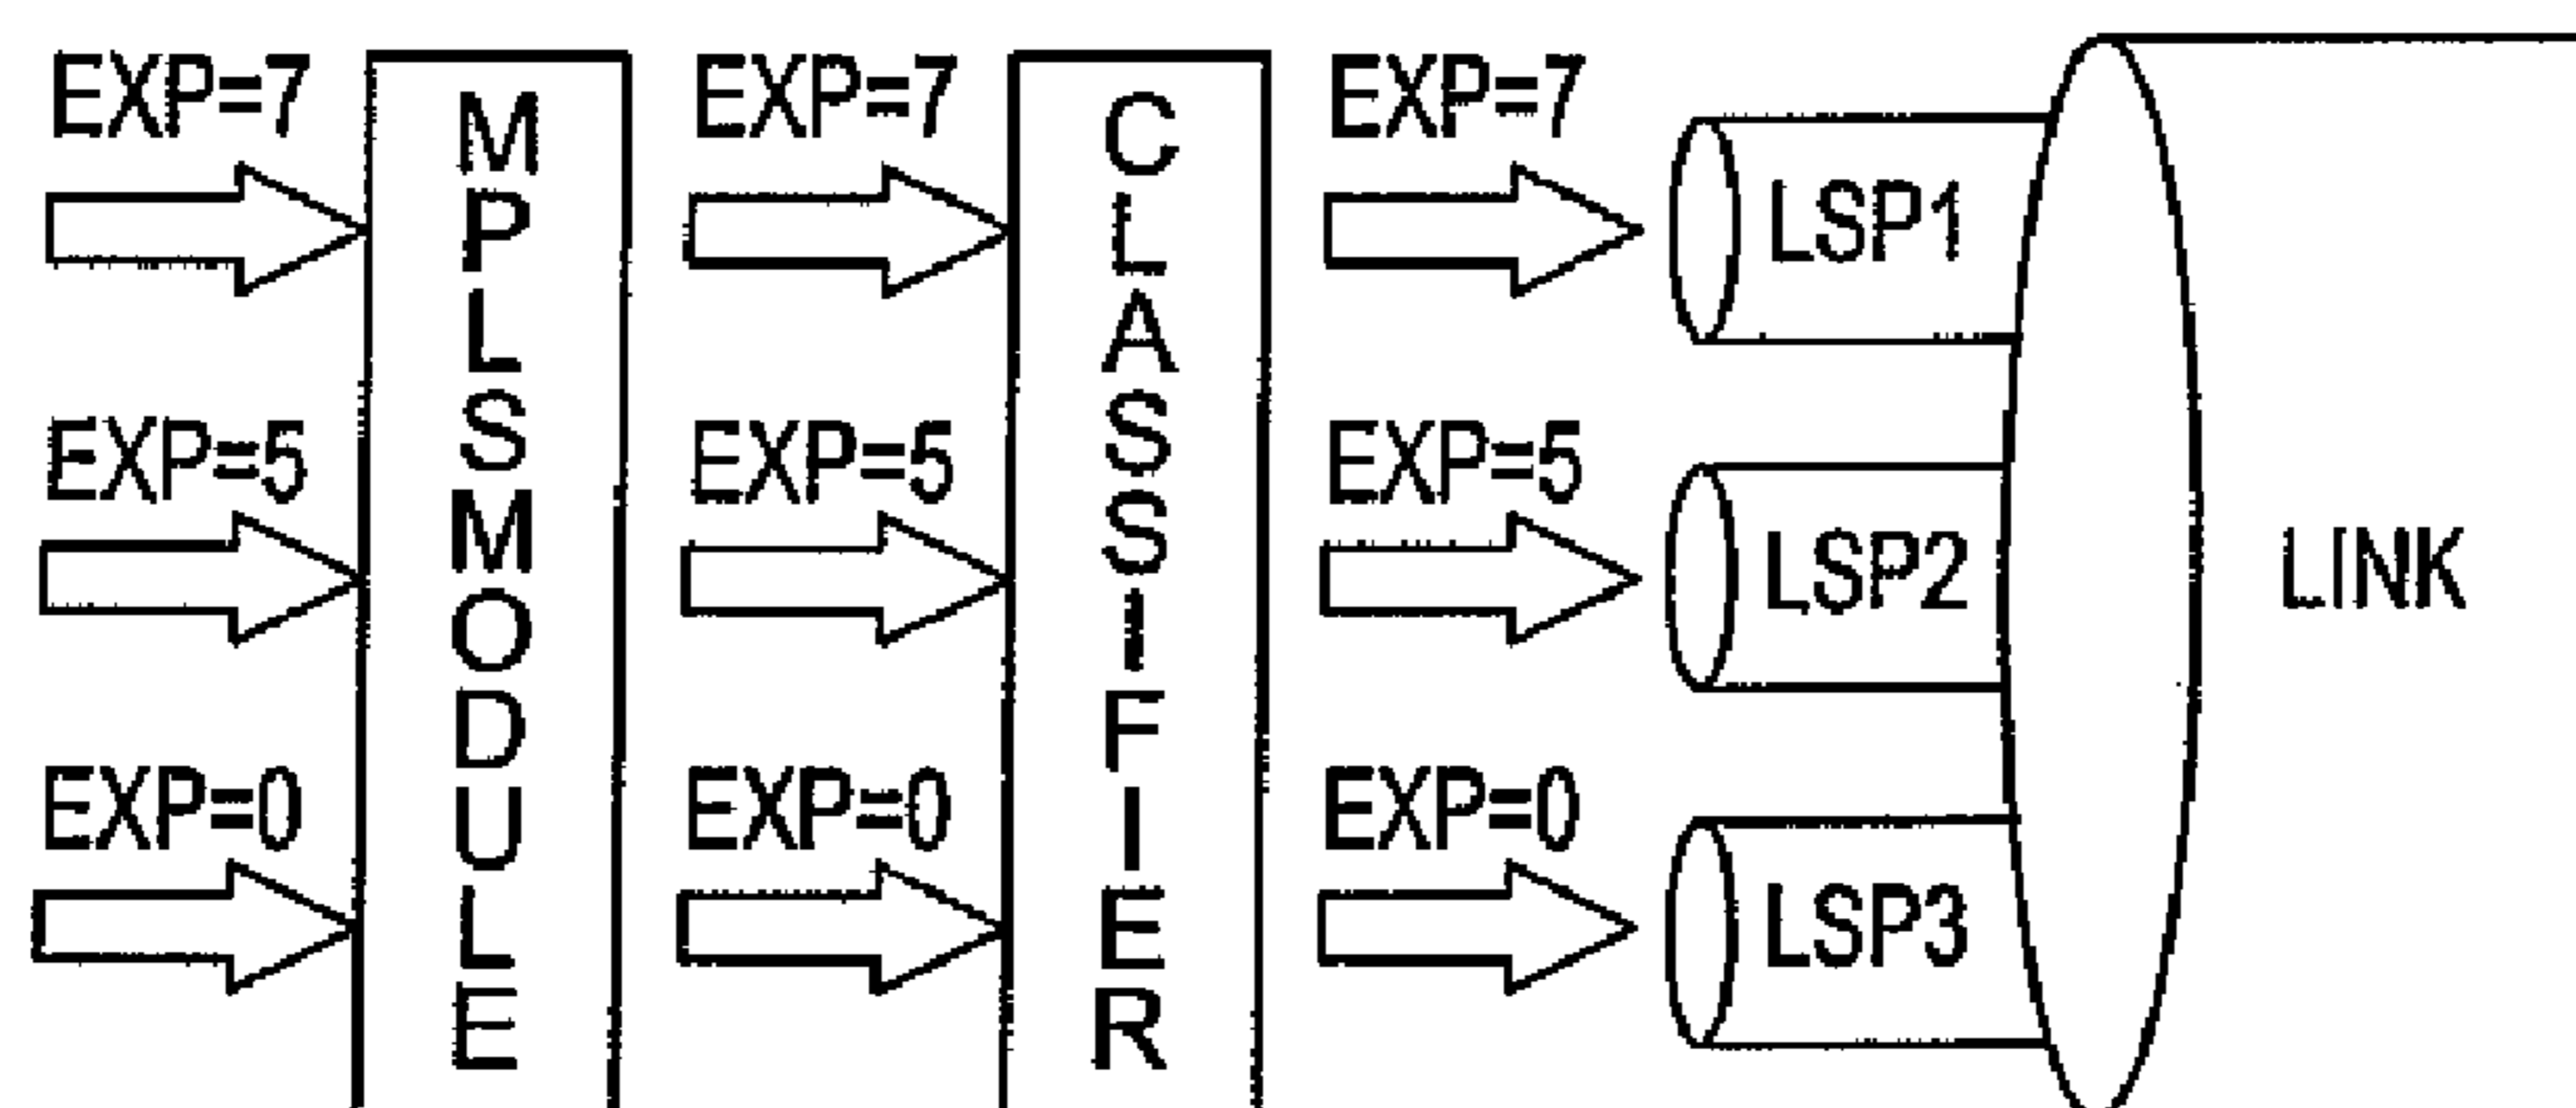 EXP=7
MPLS MODULE
EXP=7
CLASSIFIER
EXP=7
LSP1
EXP=5
EXP=5
EXP=5
LSP2
LINK
EXP=0
EXP=0
EXP=0
LSP3